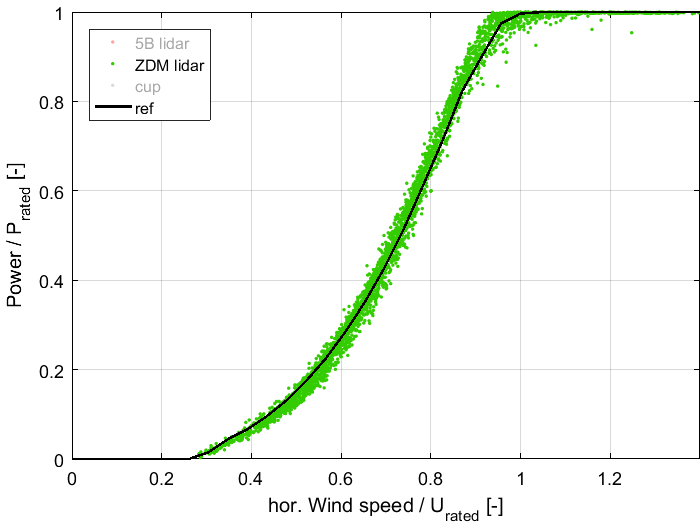 5B lidar
ZDM lidar
cup
ref
1
0.8
0.6
0.4
0.2
0
Power / P_rated [-]
0 0.2 0.4 0.6 0.8 1 1.2
hor. Wind speed / U_rated [-]